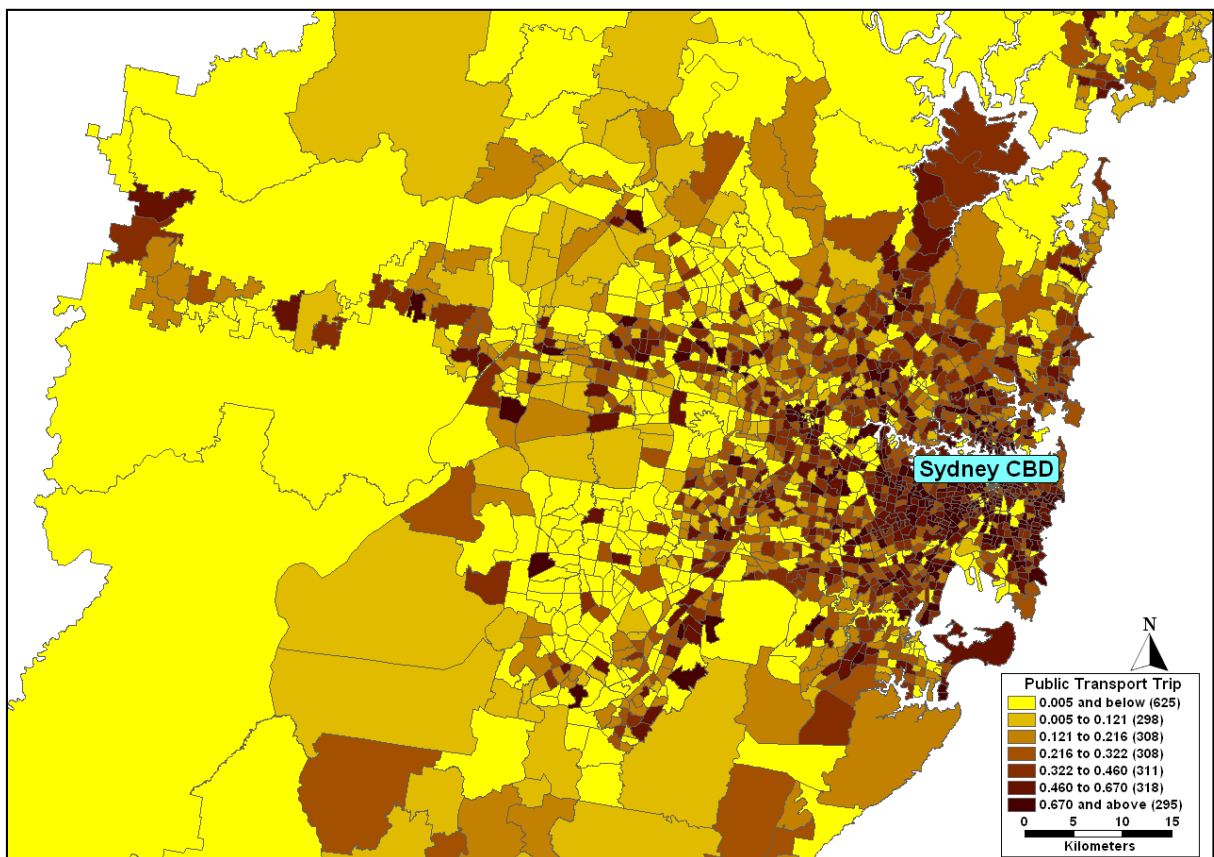 Sydney CBD
N
Public Transport Trip
0.005 and below (625)
0.005 to 0.121 (298)
0.121 to 0.216 (308)
0.216 to 0.322 (308)
0.322 to 0.460 (311)
0.460 to 0.670 (318)
0.670 and above (295)
0 5 10 15
Kilometers